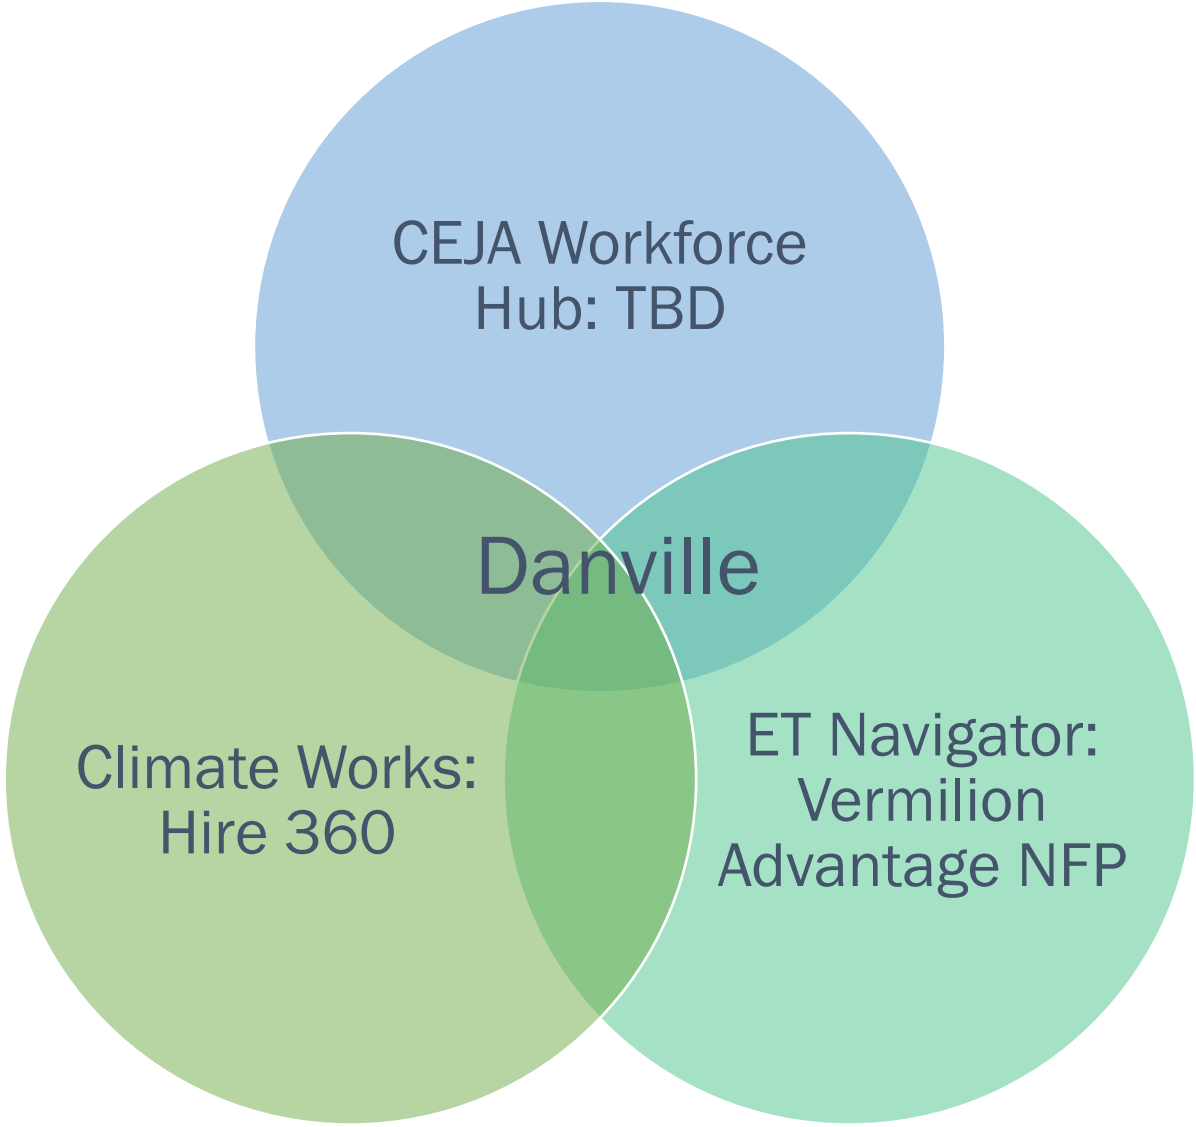 CEJA Workforce
Hub: TBD
Danville
Climate Works:
Hire 360
ET Navigator:
Vermilion
Advantage NFP